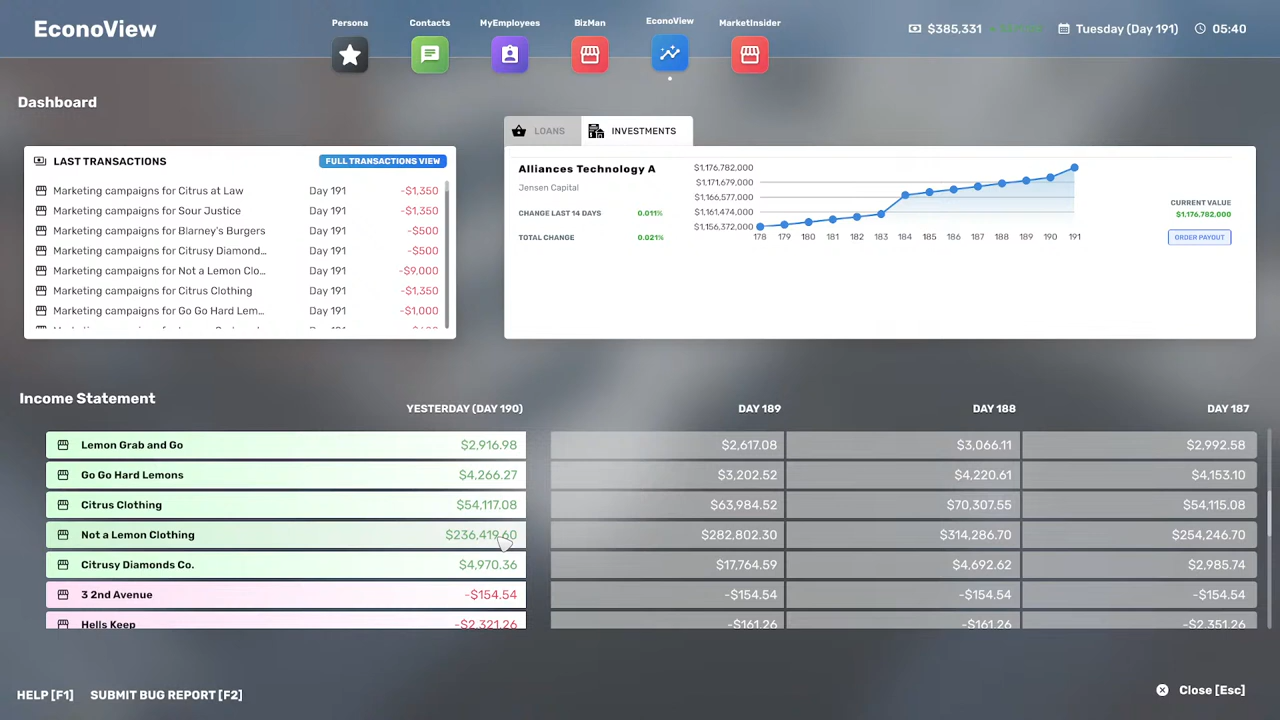 EconoView
Persona
Contacts
MyEmployees
BizMan
EconoView
MarketInsider
$385,331
Tuesday (Day 191)
05:40
Dashboard
LOANS
INVESTMENTS
LAST TRANSACTIONS
FULL TRANSACTIONS VIEW
Marketing campaigns for Citrus at Law Day 191 -$1,350
Marketing campaigns for Sour Justice Day 191 -$1,350
Marketing campaigns for Blarney's Burgers Day 191 -$500
Marketing campaigns for Citrusy Diamond... Day 191 -$500
Marketing campaigns for Not a Lemon Clo... Day 191 -$9,000
Marketing campaigns for Citrus Clothing Day 191 -$1,350
Marketing campaigns for Go Go Hard Lem... Day 191 -$1,000
Alliances Technology A
Jensen Capital
CHANGE LAST 14 DAYS 0.011%
TOTAL CHANGE 0.021%
$1,176,782,000
$1,171,679,000
$1,166,577,000
$1,161,474,000
$1,156,372,000
178 179 180 181 182 183 184 185 186 187 188 189 190 191
CURRENT VALUE
$1,176,782,000
ORDER PAYOUT
Income Statement
YESTERDAY (DAY 190) DAY 189 DAY 188 DAY 187
Lemon Grab and Go $2,916.98 $2,617.08 $3,066.11 $2,992.58
Go Go Hard Lemons $4,266.27 $3,202.52 $4,220.61 $4,153.10
Citrus Clothing $54,117.08 $63,984.52 $70,307.55 $54,115.08
Not a Lemon Clothing $236,419.60 $282,802.30 $314,286.70 $254,246.70
Citrusy Diamonds Co. $4,970.36 $17,764.59 $4,692.62 $2,985.74
3 2nd Avenue -$154.54 -$154.54 -$154.54 -$154.54
Hells Keep -$2,321.26 -$161.26 -$161.26 -$2,351.26
HELP [F1]
SUBMIT BUG REPORT [F2]
Close [Esc]